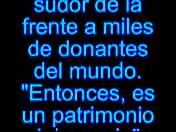 sudor de la
frente a miles
de donantes
del mundo.
"Entonces, es
un patrimonio